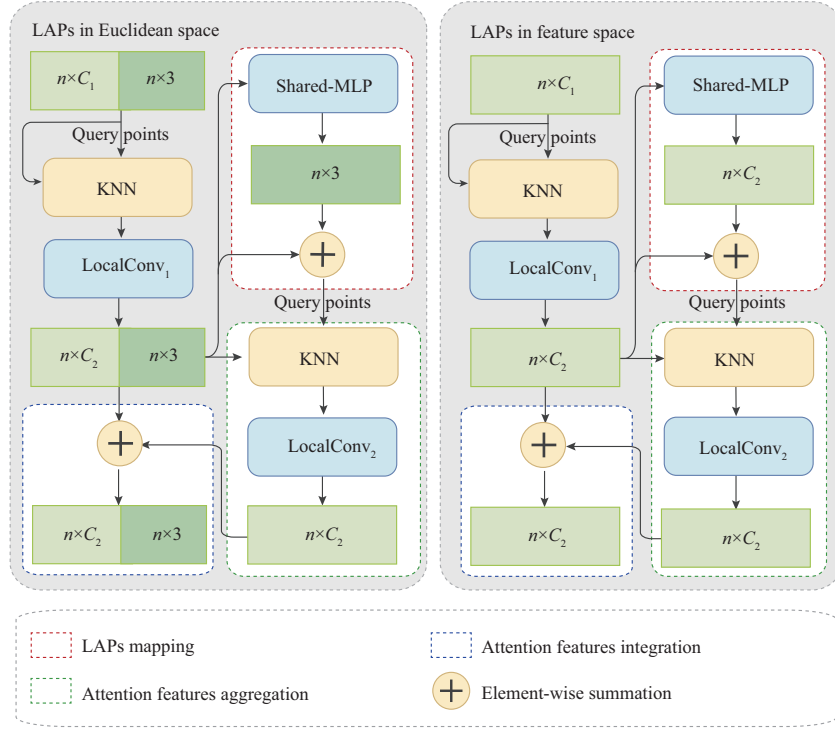 LAPs in Euclidean space
n×C₁
n×3
Shared-MLP
Query points
KNN
n×3
LocalConv₁
Query points
n×C₂
n×3
KNN
LocalConv₂
n×C₂
n×3
n×C₂
LAPs in feature space
n×C₁
Shared-MLP
Query points
KNN
n×C₂
LocalConv₁
Query points
n×C₂
KNN
LocalConv₂
n×C₂
n×C₂
LAPs mapping
Attention features integration
Attention features aggregation
Element-wise summation